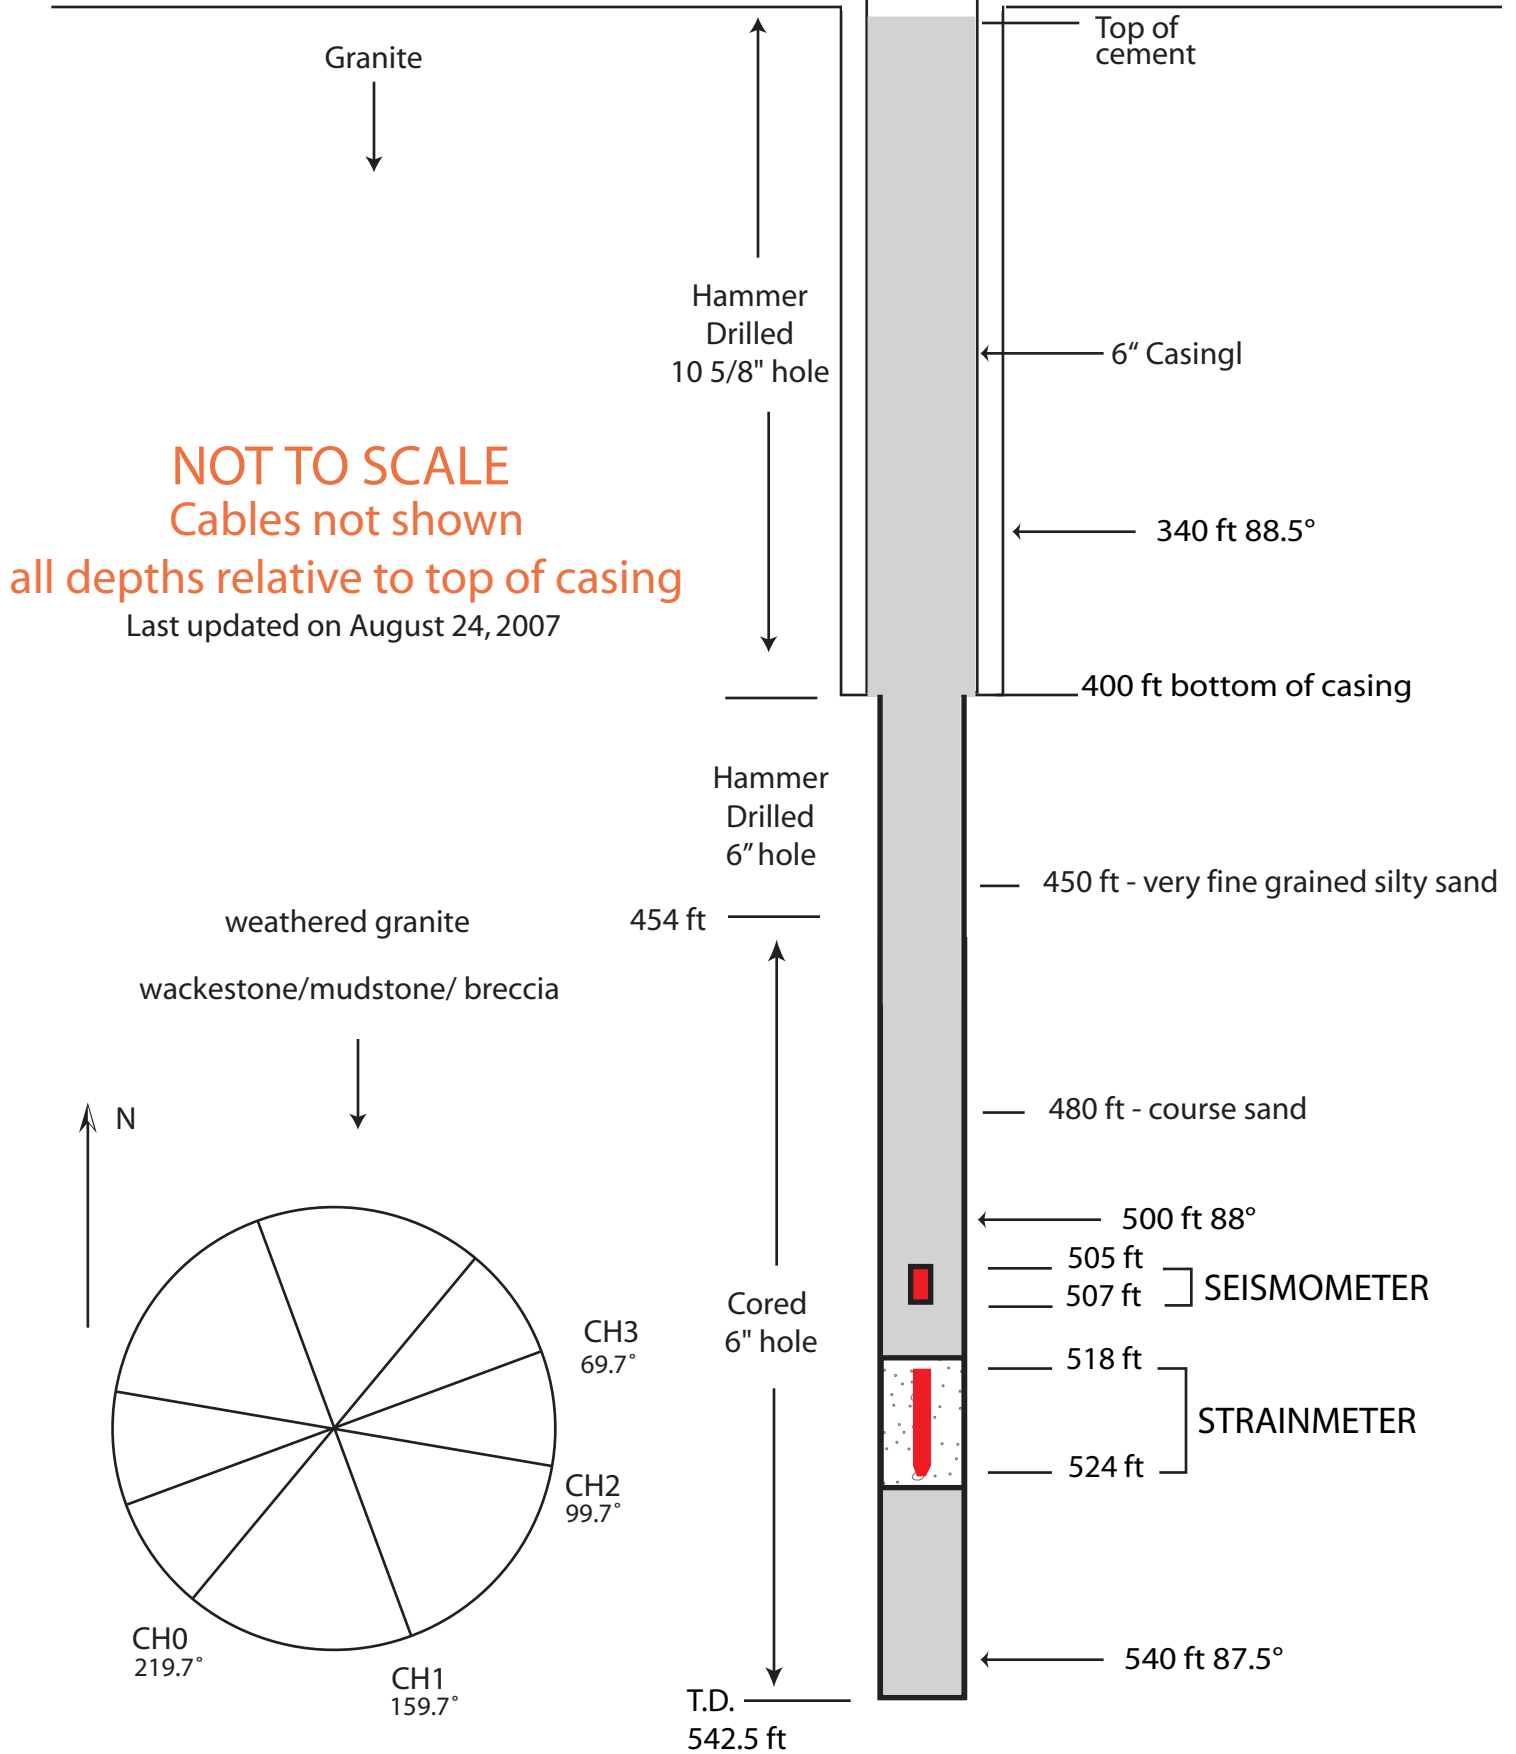 Top of
cement
Granite
Hammer
Drilled
10 5/8" hole
6“ Casingl
NOT TO SCALE
Cables not shown
all depths relative to top of casing
Last updated on August 24, 2007
340 ft 88.5°
400 ft bottom of casing
Hammer
Drilled
6” hole
450 ft - very fine grained silty sand
454 ft
weathered granite
wackestone/mudstone/ breccia
480 ft - course sand
N
500 ft 88°
505 ft
507 ft
SEISMOMETER
Cored
6" hole
518 ft
524 ft
STRAINMETER
CH3
69.7°
CH2
99.7°
CH0
219.7°
CH1
159.7°
540 ft 87.5°
T.D.
542.5 ft